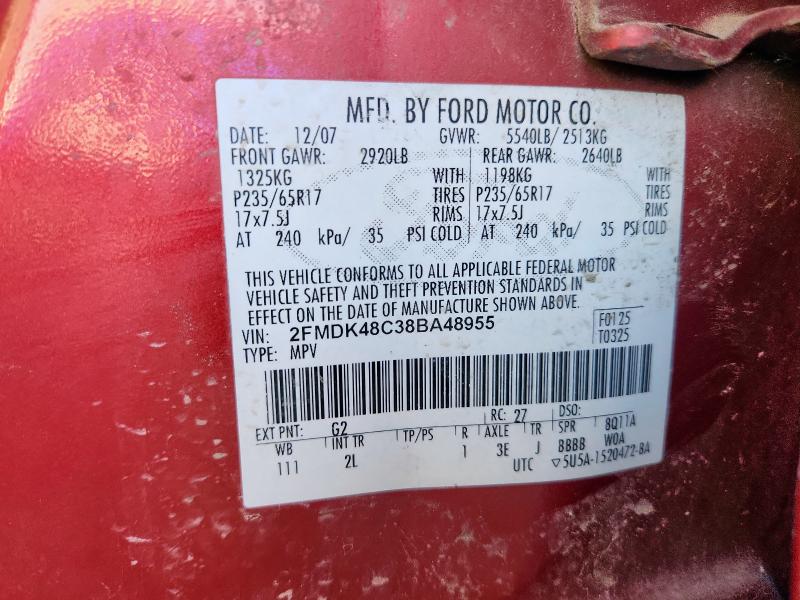 MFD. BY FORD MOTOR CO.
DATE: 12/07 GVWR: 5540LB/ 2513KG
FRONT GAWR: 2920LB REAR GAWR: 2640LB
1325KG WITH 1198KG WITH
P235/65R17 TIRES P235/65R17 TIRES
17x7.5J RIMS 17x7.5J RIMS
AT 240 kPa/ 35 PSI COLD AT 240 kPa/ 35 PSI COLD
THIS VEHICLE CONFORMS TO ALL APPLICABLE FEDERAL MOTOR
VEHICLE SAFETY AND THEFT PREVENTION STANDARDS IN
EFFECT ON THE DATE OF MANUFACTURE SHOWN ABOVE.
VIN: 2FMDK48C38BA48955 F0125
TYPE: MPV T0325
EXT PNT: G2 RC: 27 DSO:
WB INT TR TP/PS R AXLE TR SPR 8Q11A
111 2L 1 3E J BBBB WOA
UTC ▽5U5A-1520472-BA